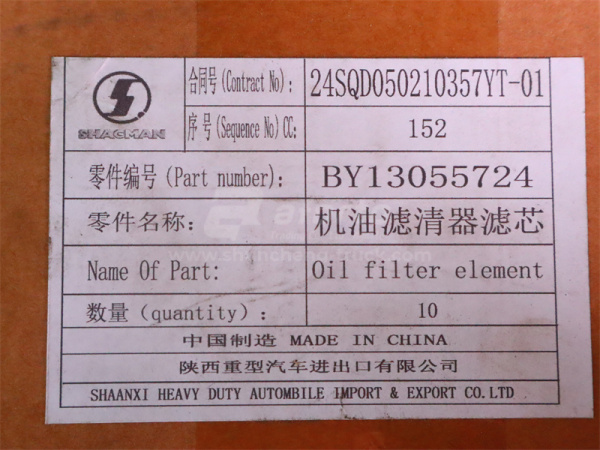 SHACMAN
合同号(Contract No): 24SQD050210357YT-01
序号(Sequence No)CC: 152
零件编号(Part number): BY13055724
零件名称: 机油滤清器滤芯
Name Of Part: Oil filter element
数量(quantity): 10
中国制造 MADE IN CHINA
陕西重型汽车进出口有限公司
SHAANXI HEAVY DUTY AUTOMBILE IMPORT & EXPORT CO.LTD